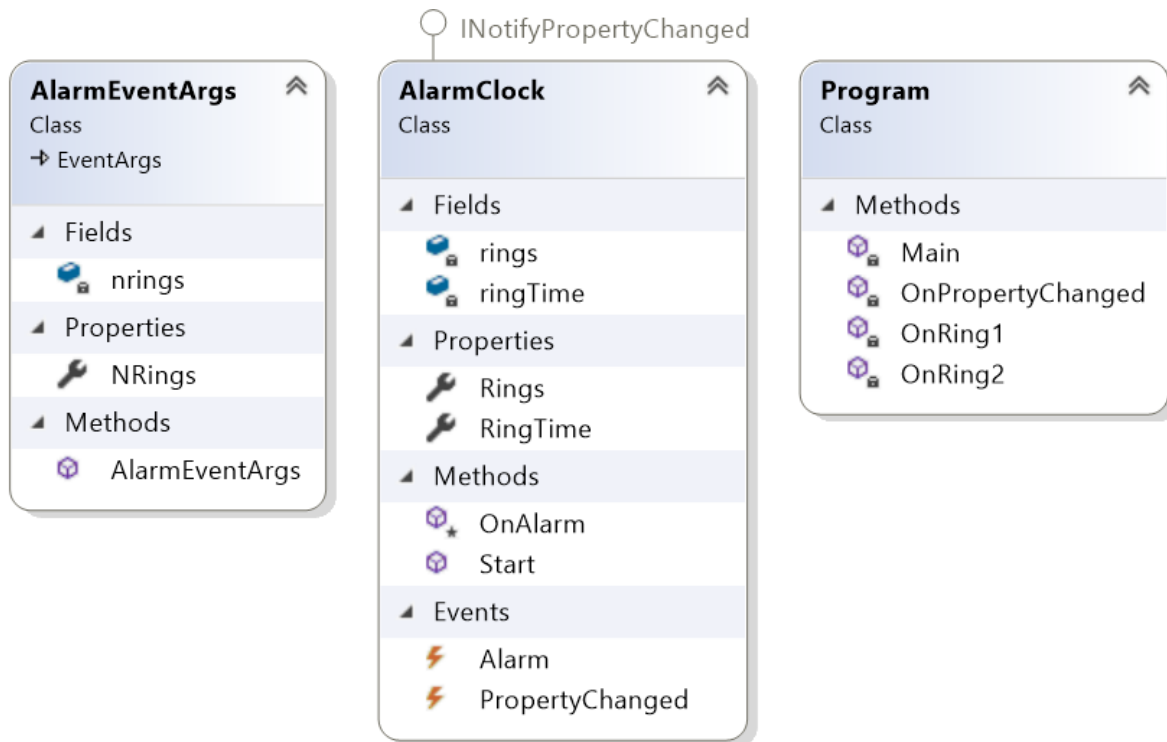 INotifyPropertyChanged
AlarmEventArgs
Class
EventArgs
Fields
nrings
Properties
NRings
Methods
AlarmEventArgs
AlarmClock
Class
Fields
rings
ringTime
Properties
Rings
RingTime
Methods
OnAlarm
Start
Events
Alarm
PropertyChanged
Program
Class
Methods
Main
OnPropertyChanged
OnRing1
OnRing2